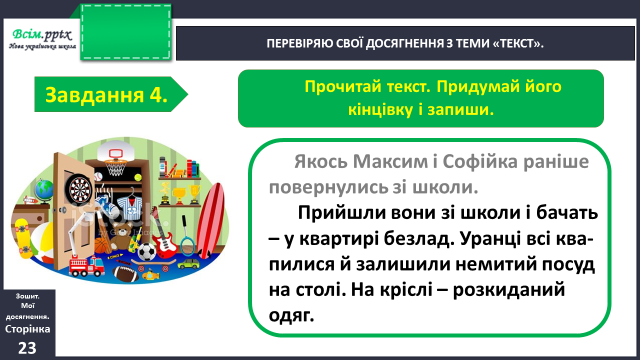 Всім.pptx
Нова українська школа
ПЕРЕВІРЯЮ СВОЇ ДОСЯГНЕННЯ З ТЕМИ «ТЕКСТ».
Завдання 4.
Прочитай текст. Придумай його
кінцівку і запиши.
Якось Максим і Софійка раніше
повернулись зі школи.
Прийшли вони зі школи і бачать
– у квартирі безлад. Уранці всі ква-
пилися й залишили немитий посуд
на столі. На кріслі – розкиданий
одяг.
Зошит.
Мої
досягнення.
Сторінка
23